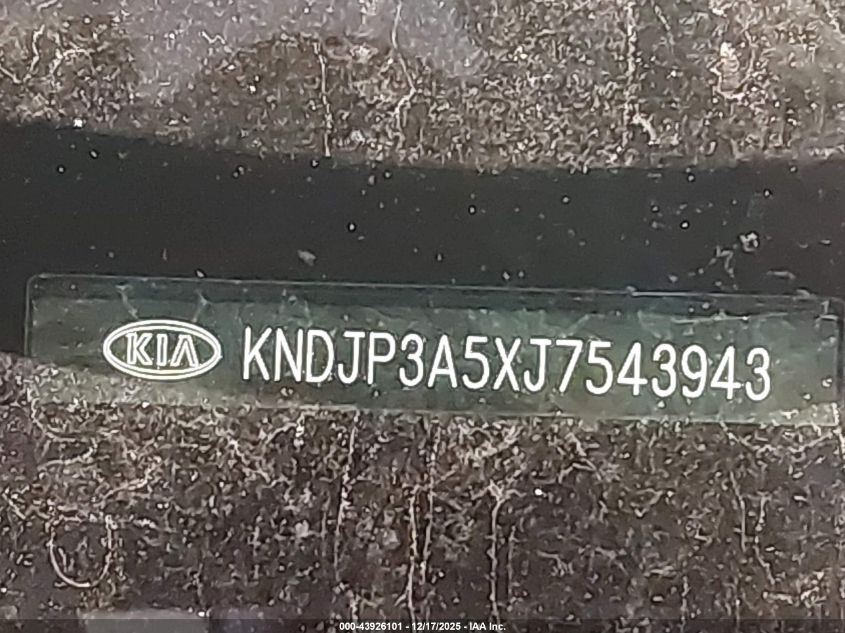 KIA KNDJP3A5XJ7543943
000-43926101 - 12/17/2025 - IAA Inc.